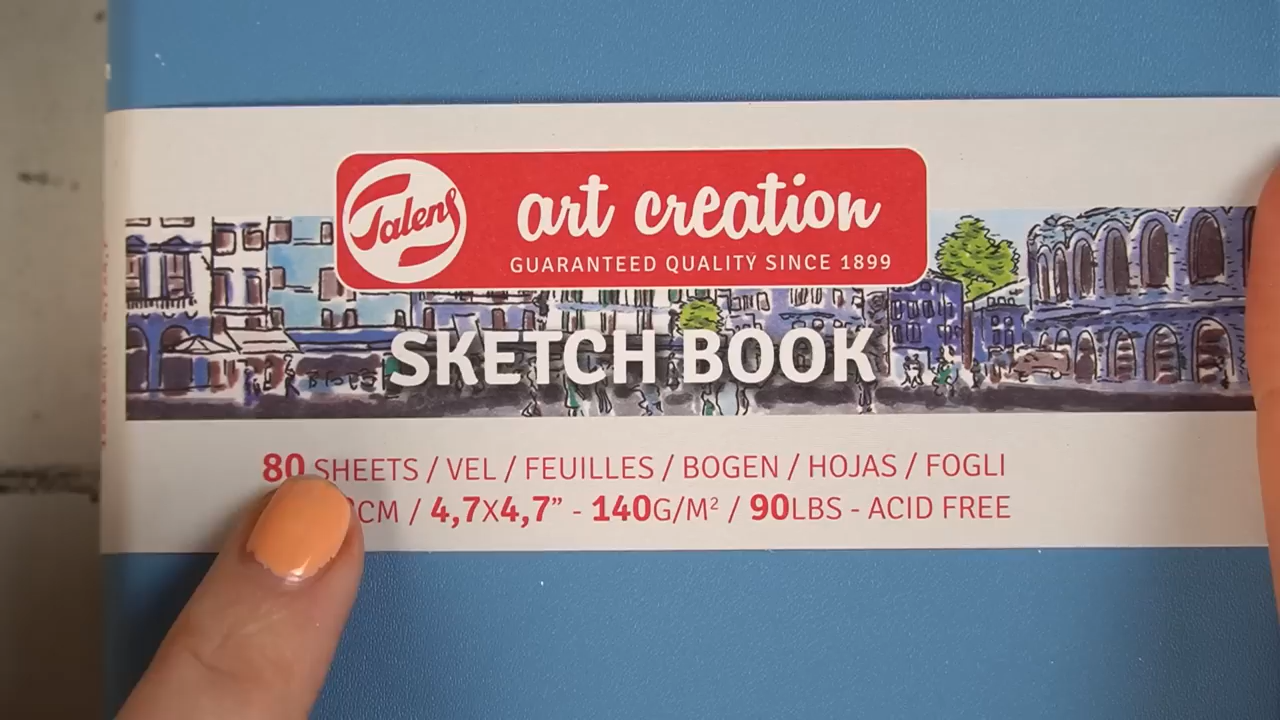 Talens
art creation
GUARANTEED QUALITY SINCE 1899
SKETCH BOOK
80 SHEETS / VEL / FEUILLES / BOGEN / HOJAS / FOGLI
CM / 4,7X4,7” - 140G/M² / 90LBS - ACID FREE